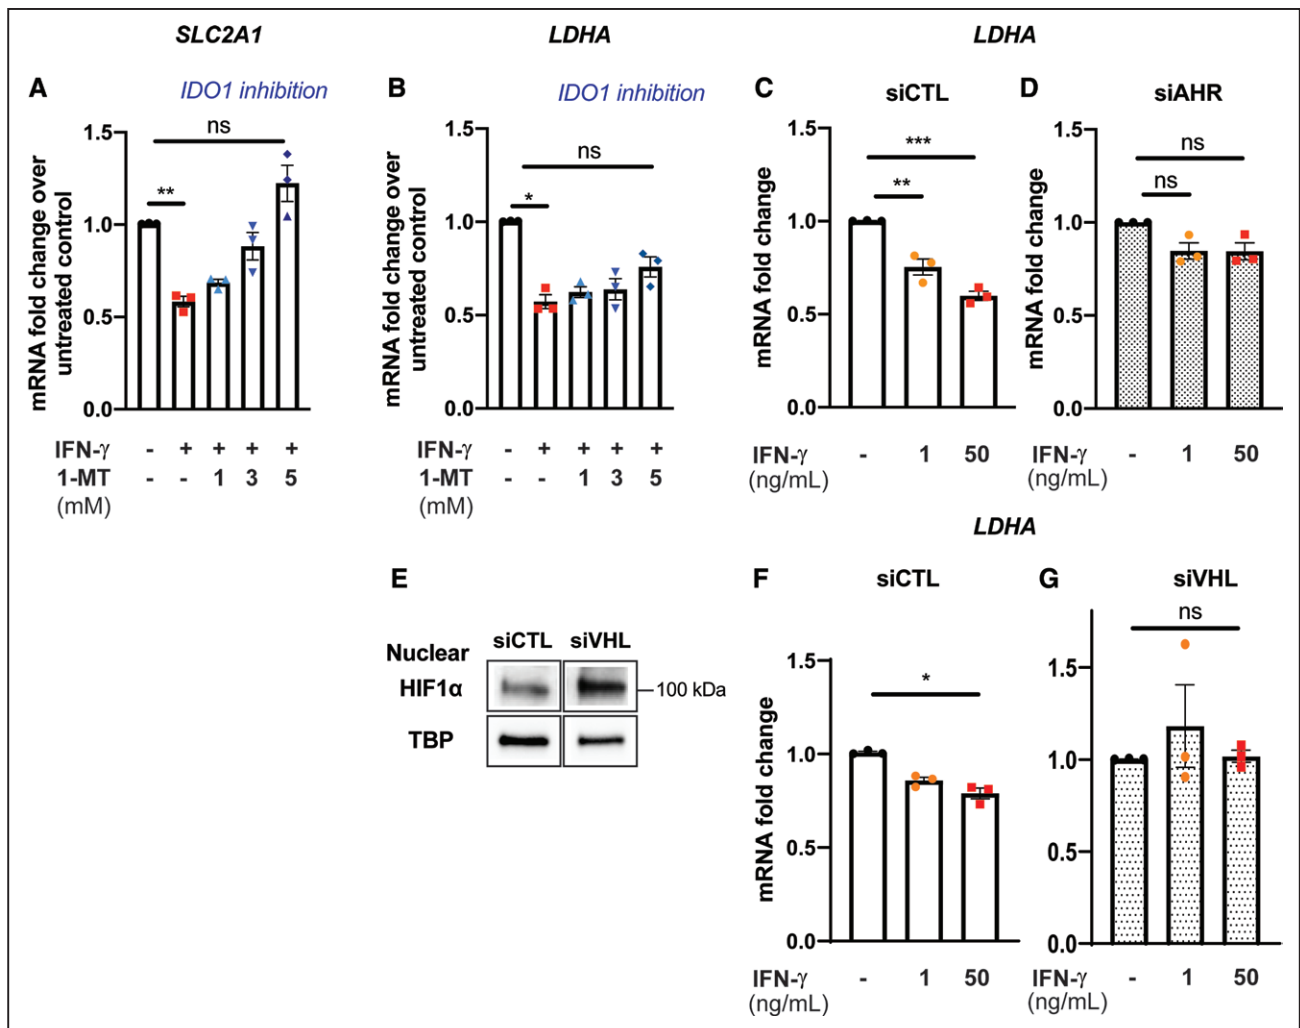 SLC2A1
LDHA
LDHA
A
IDO1 inhibition
mRNA fold change over
untreated control
1.5
1.0
0.5
0.0
ns
**
IFN-γ - + + + +
1-MT - - 1 3 5
(mM)
B
IDO1 inhibition
mRNA fold change over
untreated control
1.5
1.0
0.5
0.0
ns
*
IFN-γ - + + + +
1-MT - - 1 3 5
(mM)
C
siCTL
mRNA fold change
1.5
1.0
0.5
0.0
***
**
IFN-γ - 1 50
(ng/mL)
D
siAHR
mRNA fold change
1.5
1.0
0.5
0.0
ns
ns
IFN-γ - 1 50
(ng/mL)
LDHA
E
siCTL siVHL
Nuclear
HIF1α
100 kDa
TBP
F
siCTL
mRNA fold change
1.5
1.0
0.5
0.0
*
IFN-γ - 1 50
(ng/mL)
G
siVHL
ns
1.5
1.0
0.5
0.0
IFN-γ - 1 50
(ng/mL)